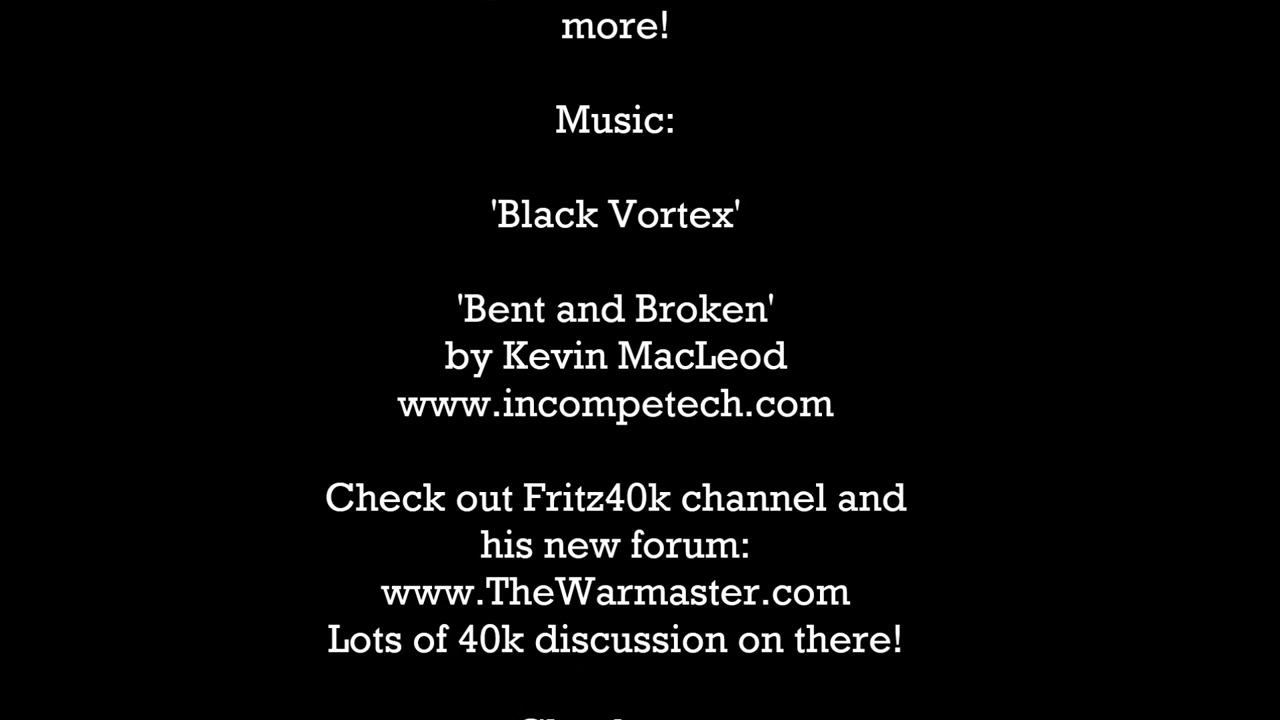 more!
Music:
'Black Vortex'
'Bent and Broken'
by Kevin MacLeod
www.incompetech.com
Check out Fritz40k channel and
his new forum:
www.TheWarmaster.com
Lots of 40k discussion on there!